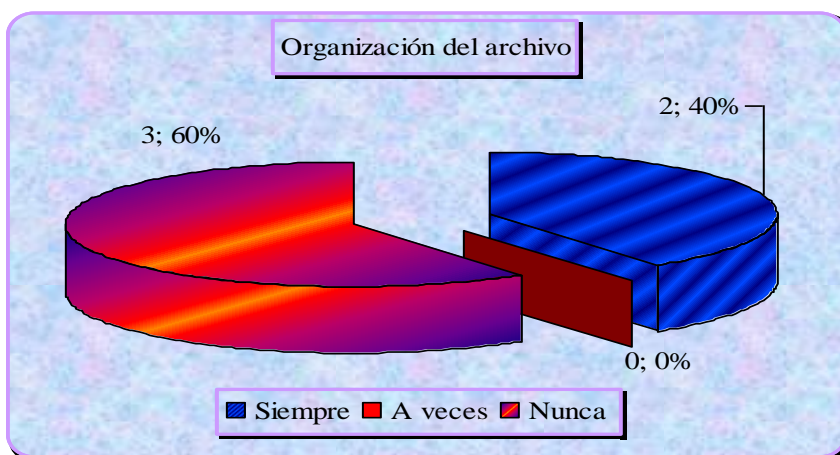 Organización del archivo
2; 40%
3; 60%
0; 0%
Siempre A veces Nunca